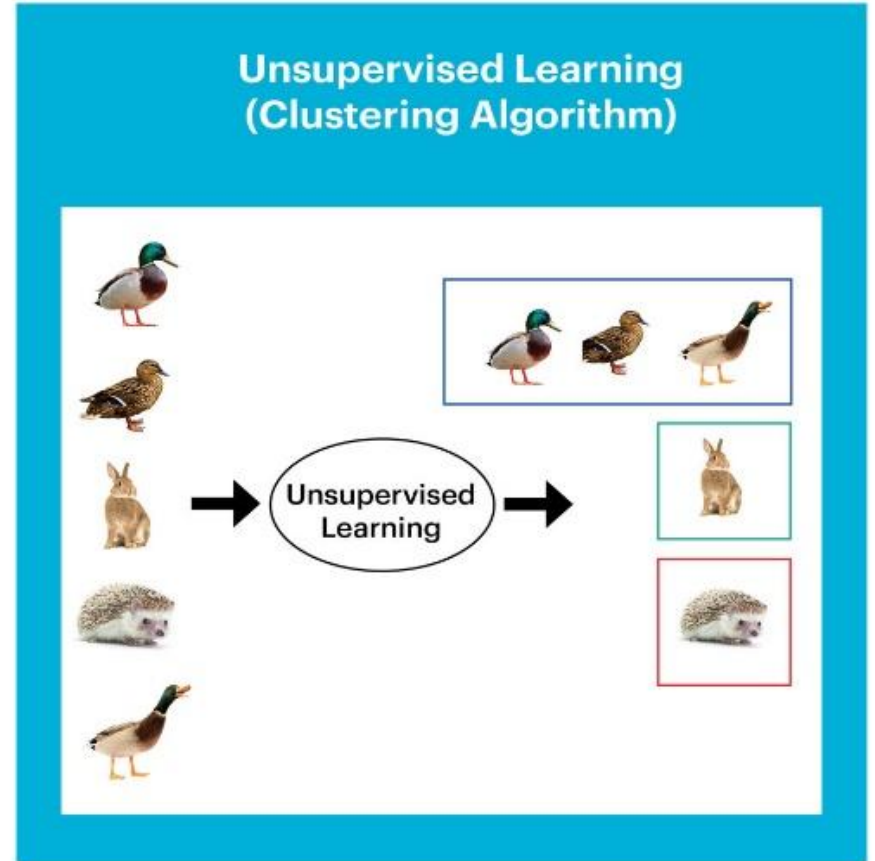 Unsupervised Learning
(Clustering Algorithm)
Unsupervised
Learning